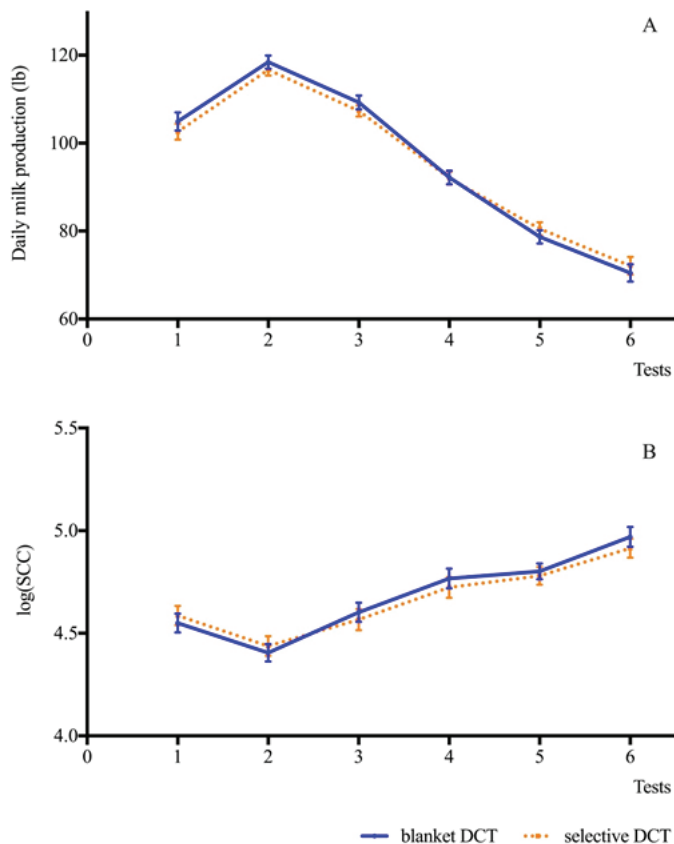 A
Daily milk production (lb)
120
100
80
60
0 1 2 3 4 5 6
Tests
B
log(SCC)
5.5
5.0
4.5
4.0
0 1 2 3 4 5 6
Tests
blanket DCT selective DCT